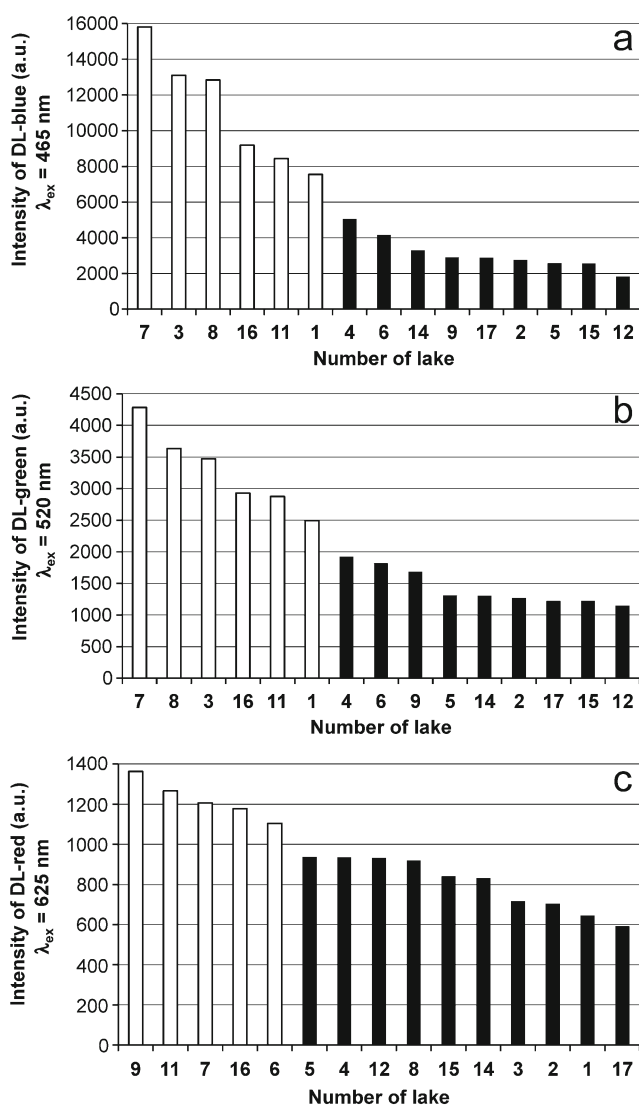 a
Intensity of DL-blue (a.u.)
λex = 465 nm
16000
14000
12000
10000
8000
6000
4000
2000
0
7 3 8 16 11 1 4 6 14 9 17 2 5 15 12
Number of lake
b
Intensity of DL-green (a.u.)
λex = 520 nm
4500
4000
3500
3000
2500
2000
1500
1000
500
0
7 8 3 16 11 1 4 6 9 5 14 2 17 15 12
Number of lake
c
Intensity of DL-red (a.u.)
λex = 625 nm
1400
1200
1000
800
600
400
200
0
9 11 7 16 6 5 4 12 8 15 14 3 2 1 17
Number of lake